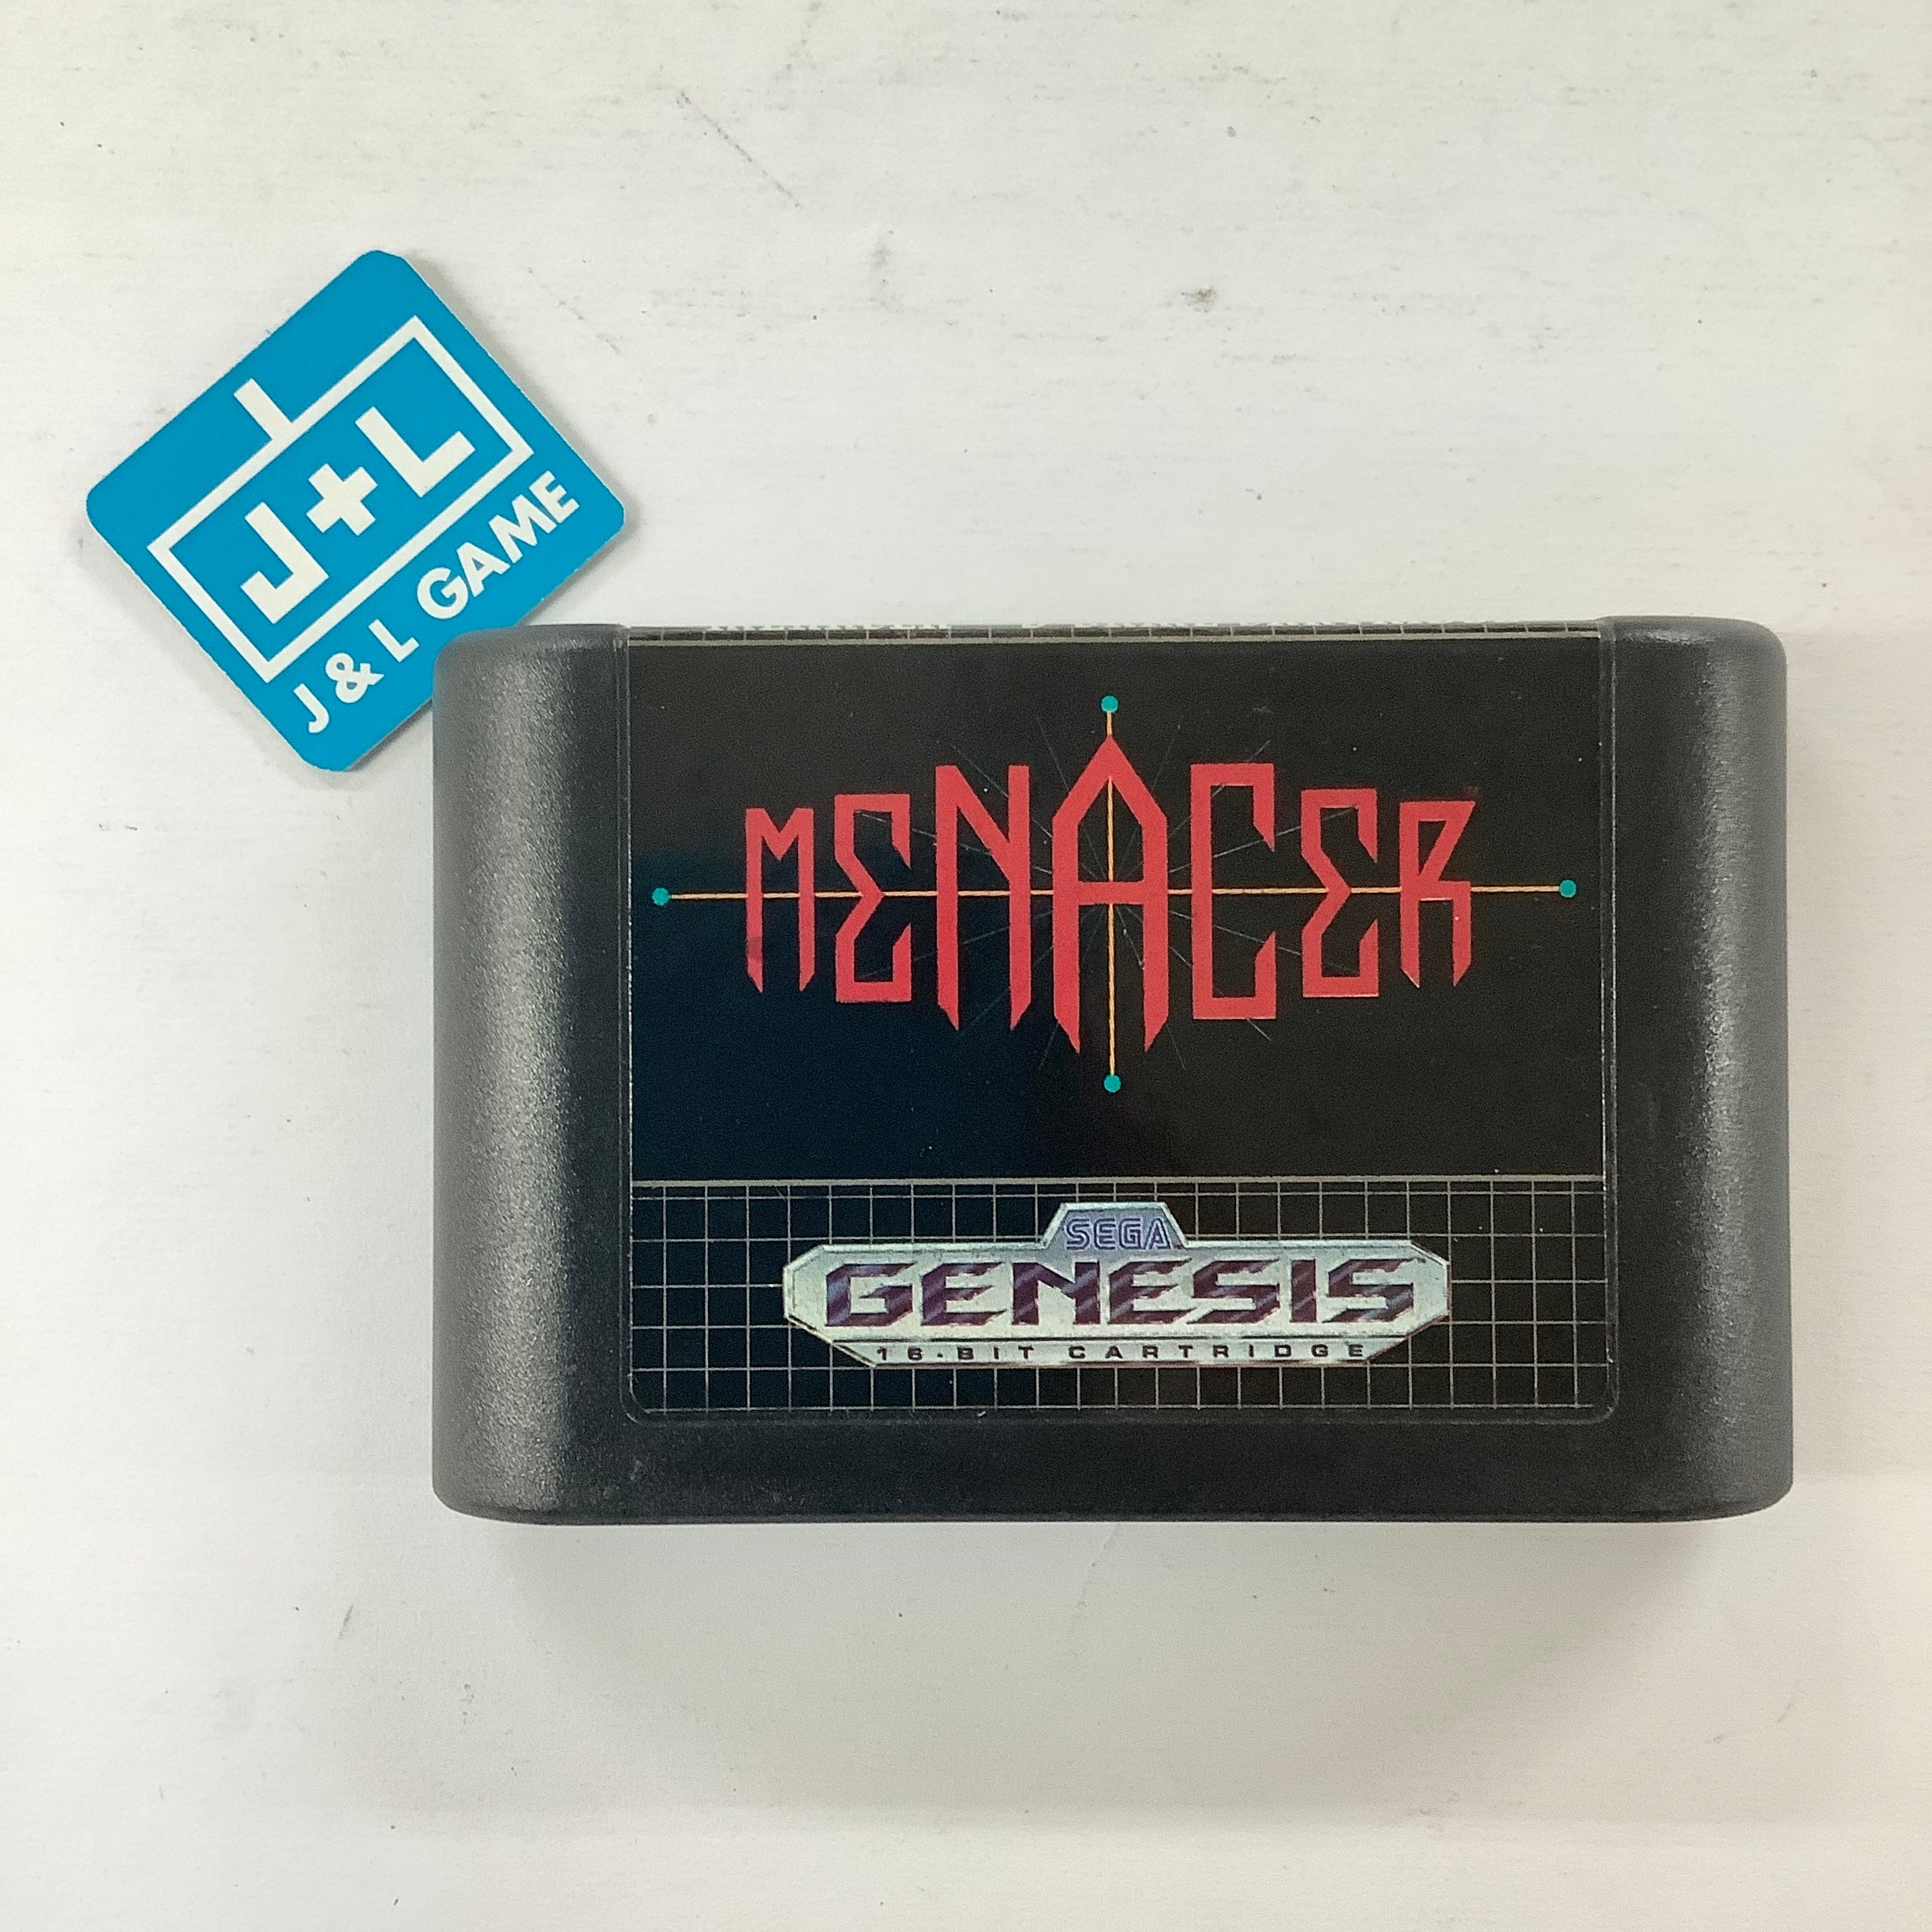 J+L
J & L GAME
MENACER
SEGA
GENESIS
16-BIT CARTRIDGE